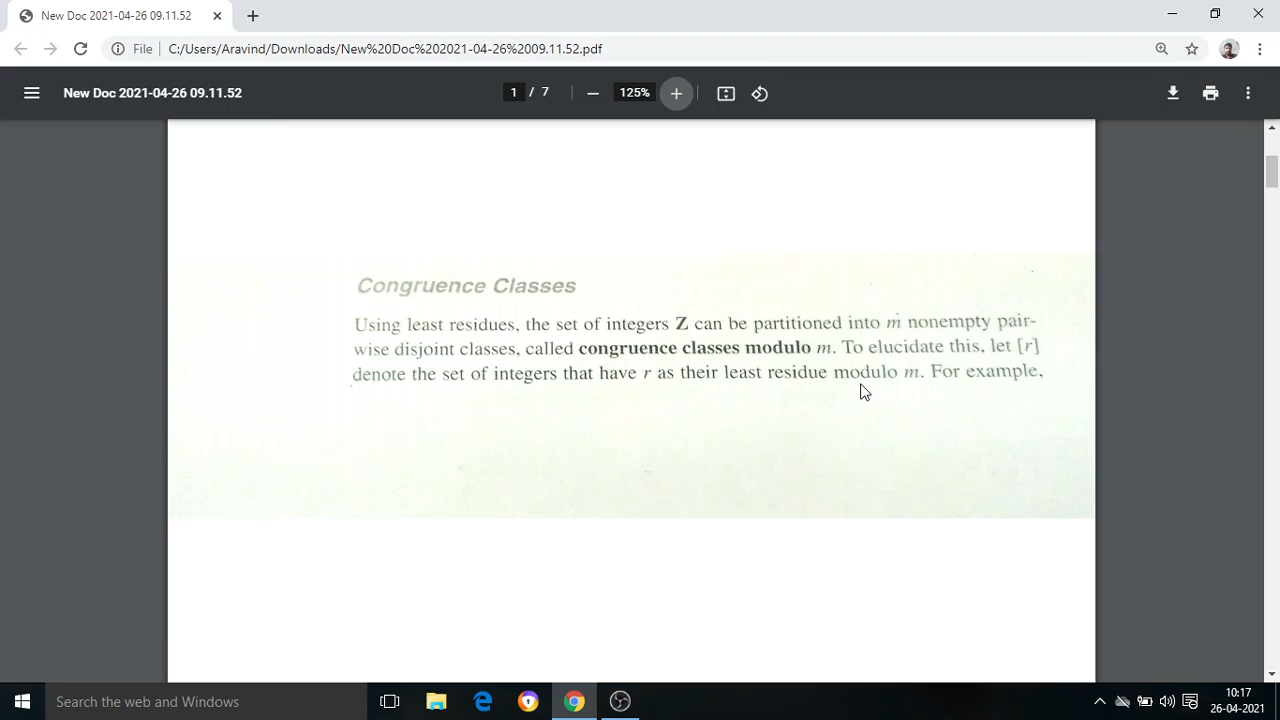 New Doc 2021-04-26 09.11.52
File
C:/Users/Aravind/Downloads/New%20Doc%202021-04-26%2009.11.52.pdf
New Doc 2021-04-26 09.11.52
1 / 7
125%
Congruence Classes
Using least residues, the set of integers Z can be partitioned into m nonempty pair-
wise disjoint classes, called congruence classes modulo m. To elucidate this, let [r]
denote the set of integers that have r as their least residue modulo m. For example,
Search the web and Windows
10:17
26-04-2021